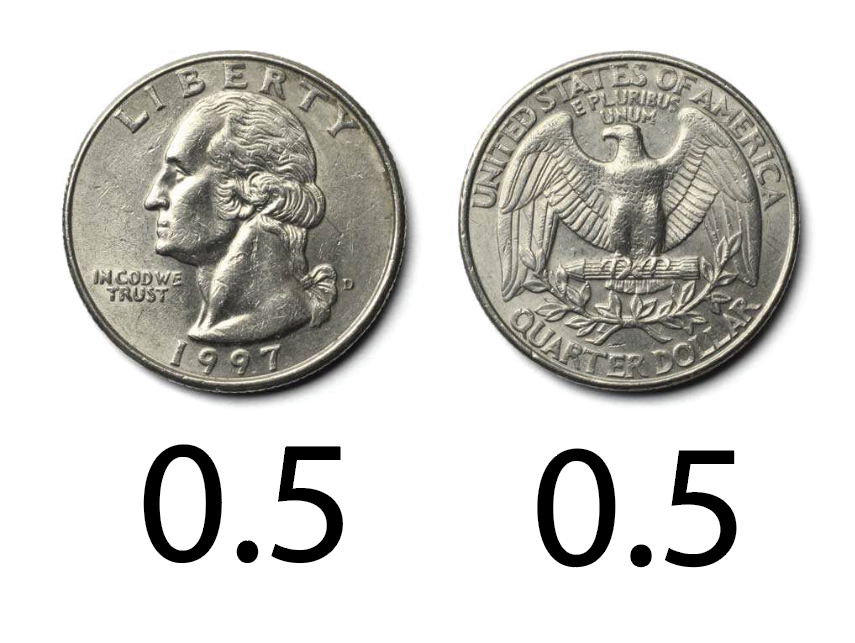 LIBERTY
IN GOD WE
TRUST
D
1997
UNITED STATES OF AMERICA
E PLURIBUS
UNUM
QUARTER DOLLAR
0.5
0.5